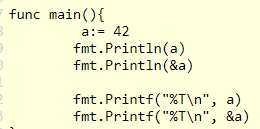 func main(){
a:= 42
fmt.Println(a)
fmt.Println(&a)
fmt.Printf("%T\n", a)
fmt.Printf("%T\n", &a)